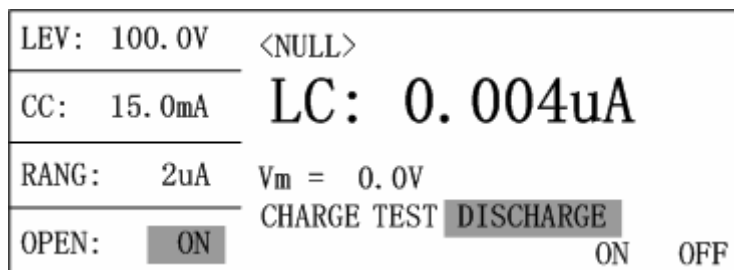 LEV: 100.0V
<NULL>
CC: 15.0mA
LC: 0.004uA
RANG: 2uA
Vm = 0.0V
CHARGE TEST DISCHARGE
OPEN: ON
ON OFF